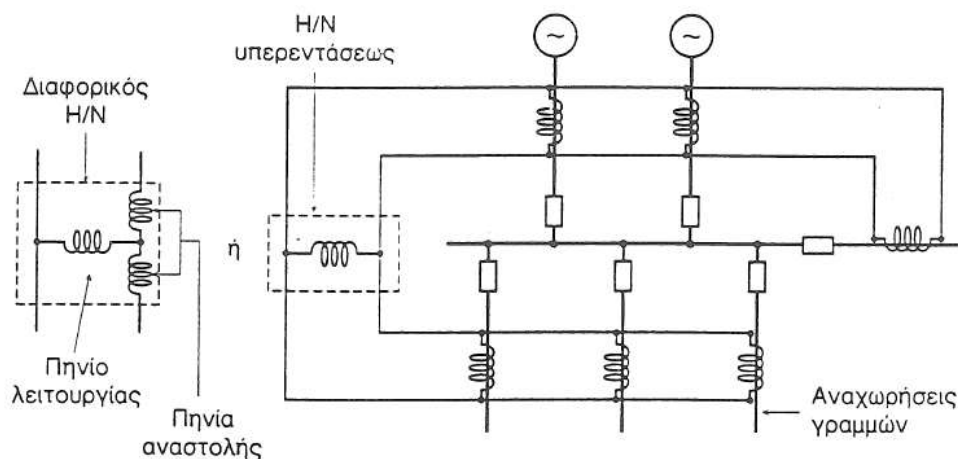 Η/Ν
υπερεντάσεως
Διαφορικός
Η/Ν
ή
Πηνίο
λειτουργίας
Πηνία
αναστολής
Αναχωρήσεις
γραμμών